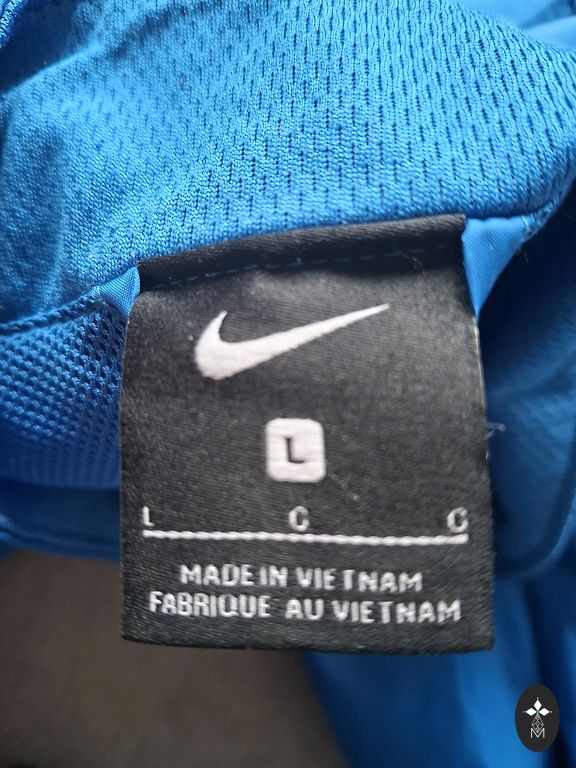 L
L G G
MADE IN VIETNAM
FABRIQUE AU VIETNAM
M